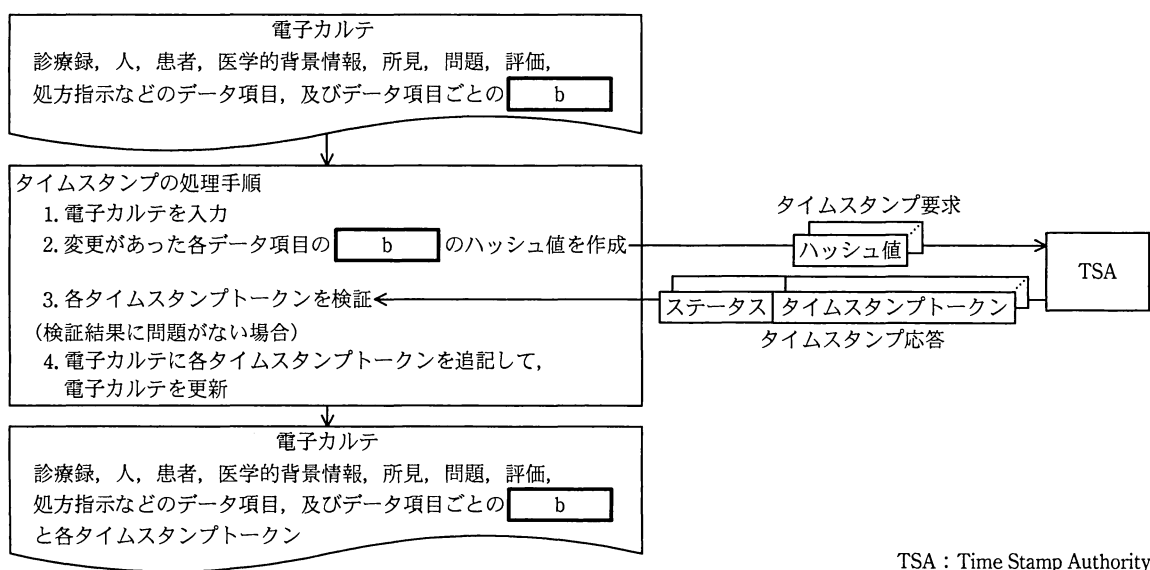 電子カルテ
診療録，人，患者，医学的背景情報，所見，問題，評価，
処方指示などのデータ項目，及びデータ項目ごとの b
タイムスタンプの処理手順
1. 電子カルテを入力
2. 変更があった各データ項目の b のハッシュ値を作成
3. 各タイムスタンプトークンを検証
(検証結果に問題がない場合)
4. 電子カルテに各タイムスタンプトークンを追記して，
電子カルテを更新
タイムスタンプ要求
ハッシュ値
TSA
ステータス タイムスタンプトークン
タイムスタンプ応答
電子カルテ
診療録，人，患者，医学的背景情報，所見，問題，評価，
処方指示などのデータ項目，及びデータ項目ごとの b
と各タイムスタンプトークン
TSA：Time Stamp Authority